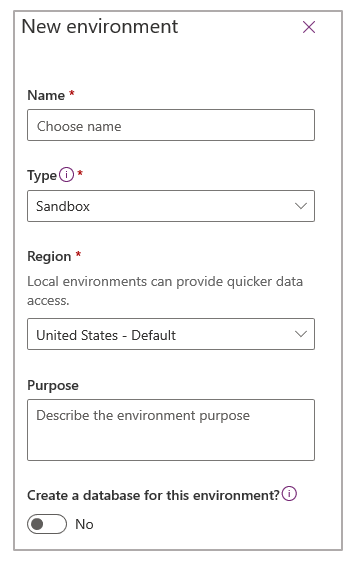 New environment
Name *
Choose name
Type *
Sandbox
Region *
Local environments can provide quicker data
access.
United States - Default
Purpose
Describe the environment purpose
Create a database for this environment?
No